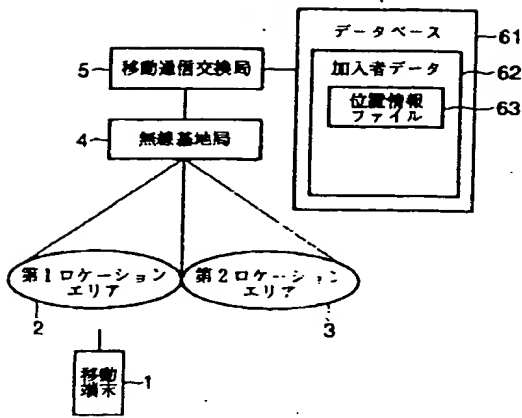 データベース
61
加入者データ
62
位置情報
ファイル
63
5
移動通信交換局
4
無線基地局
第1ロケーション
エリア
2
第2ロケーション
エリア
3
移動
端末
1